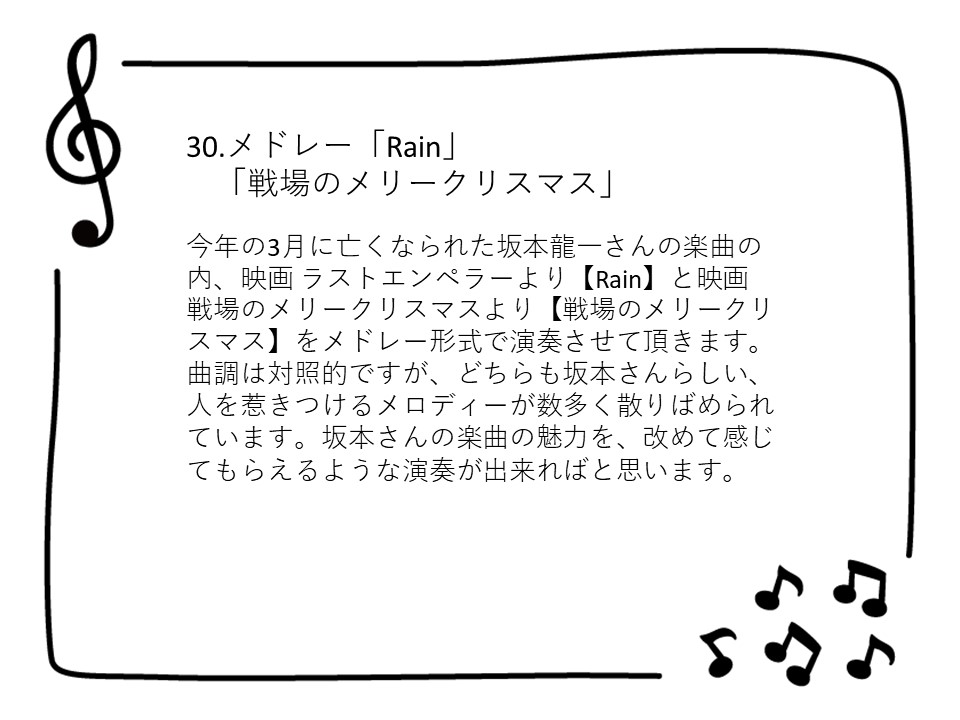 30.メドレー「Rain」
「戦場のメリークリスマス」
今年の3月に亡くなられた坂本龍一さんの楽曲の
内、映画 ラストエンペラーより【Rain】と映画
戦場のメリークリスマスより【戦場のメリークリ
スマス】をメドレー形式で演奏させて頂きます。
曲調は対照的ですが、どちらも坂本さんらしい、
人を惹きつけるメロディーが数多く散りばめられ
ています。坂本さんの楽曲の魅力を、改めて感じ
てもらえるような演奏が出来ればと思います。